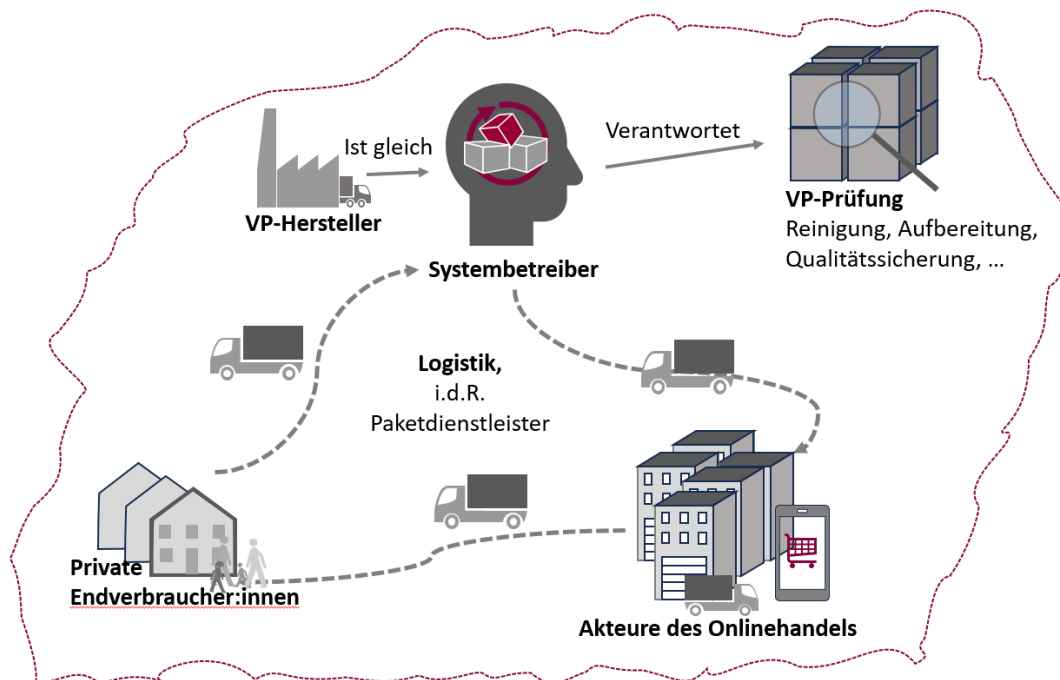 Ist gleich
Verantwortet
VP-Hersteller
VP-Prüfung
Reinigung, Aufbereitung,
Qualitätssicherung, ...
Systembetreiber
Logistik,
i.d.R.
Paketdienstleister
Private
Endverbraucher:innen
Akteure des Onlinehandels